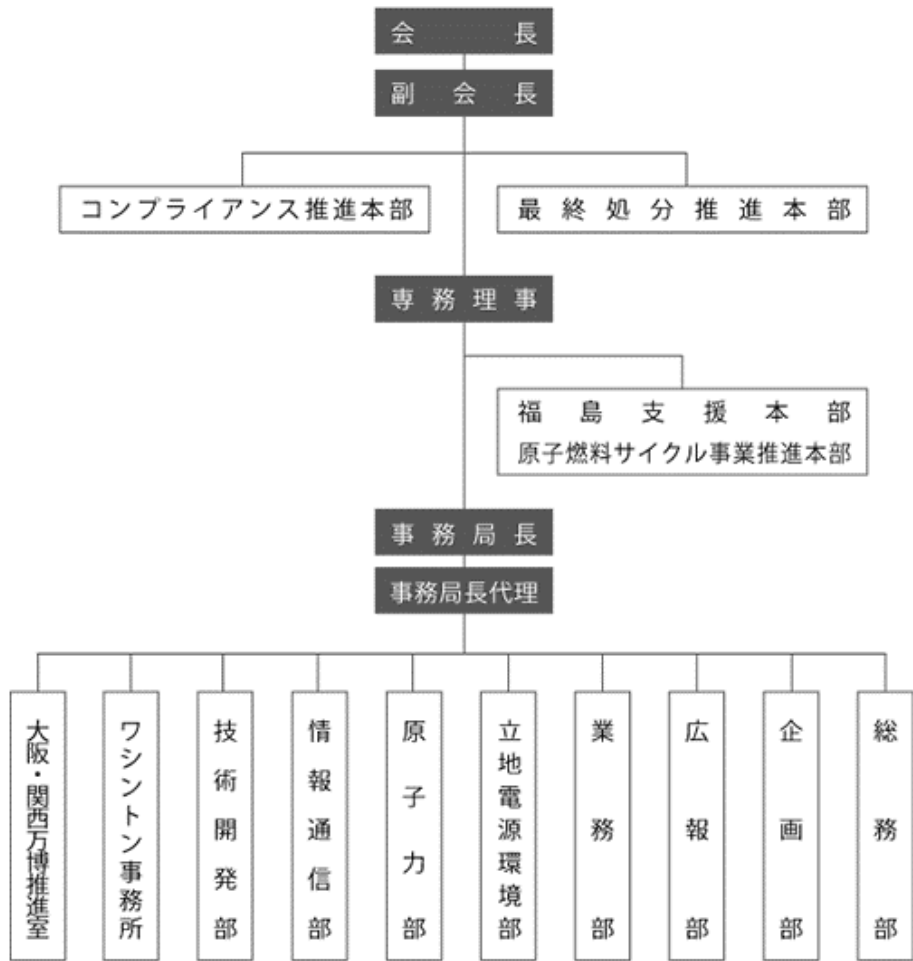 会長
副会長
コンプライアンス推進本部
最終処分推進本部
専務理事
福島支援本部
原子燃料サイクル事業推進本部
事務局長
事務局長代理
総務部
企画部
広報部
業務部
立地電源環境部
原子力部
情報通信部
技術開発部
ワシントン事務所
大阪・関西万博推進室